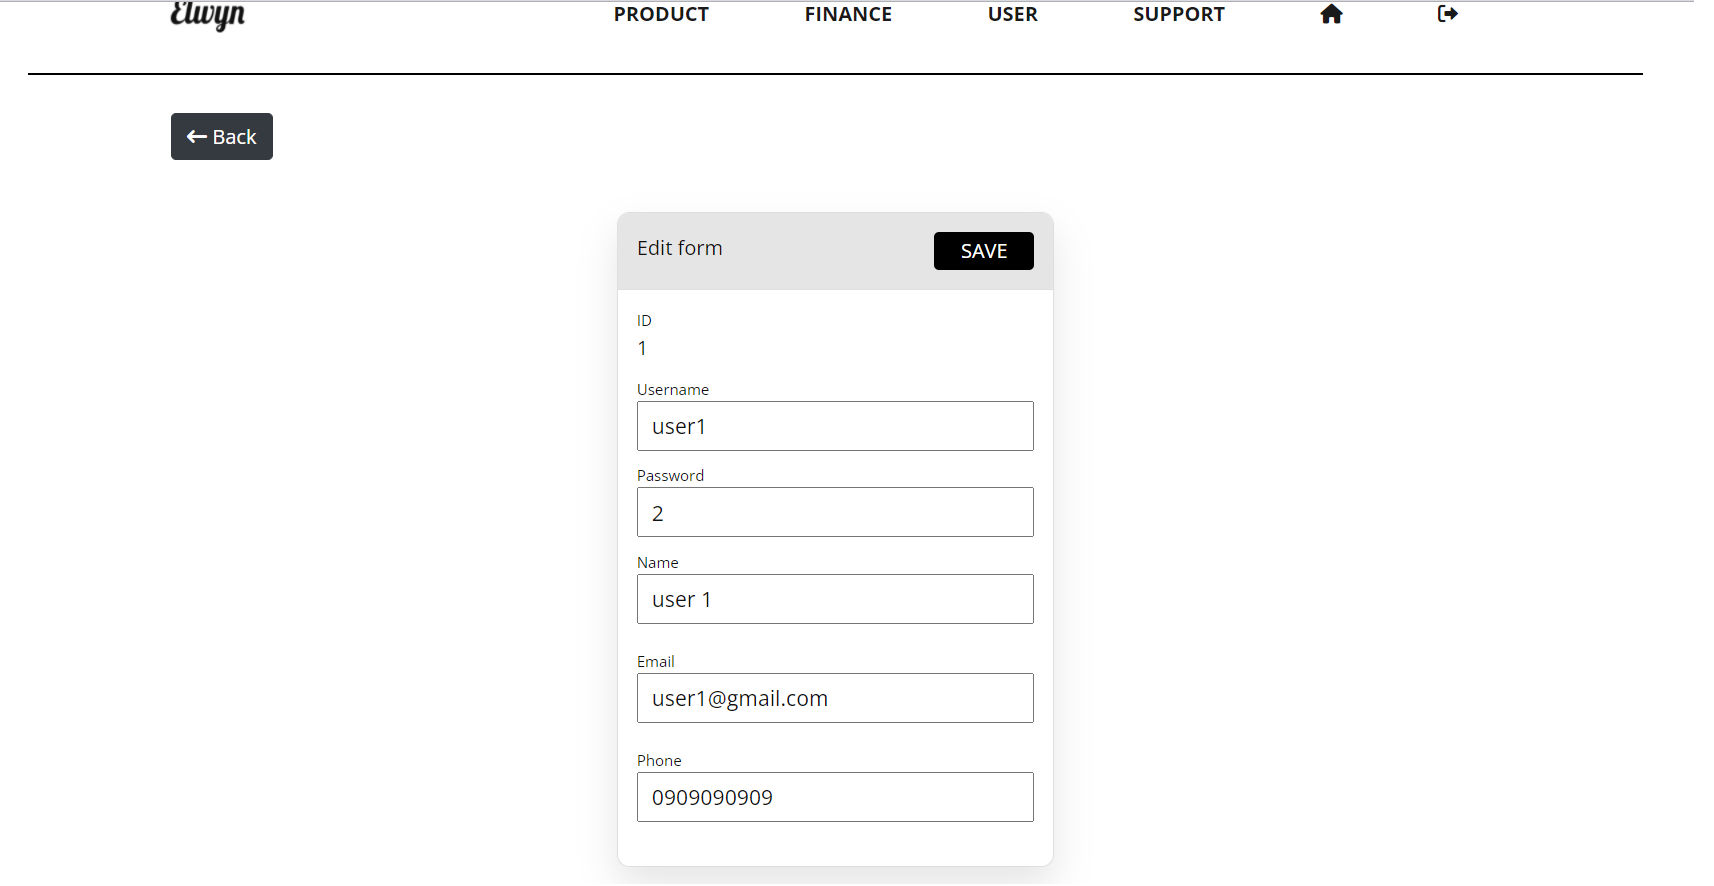 Elwyn
PRODUCT FINANCE USER SUPPORT
Back
Edit form SAVE
ID
1
Username
user1
Password
2
Name
user 1
Email
user1@gmail.com
Phone
0909090909